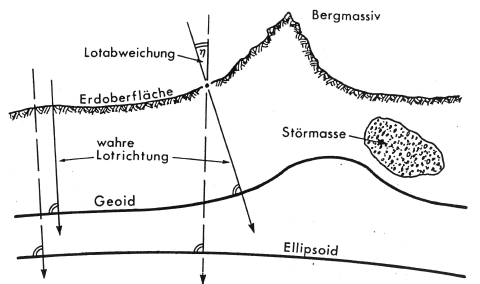 Bergmassiv
Lotabweichung
η
Erdoberfläche
Störmasse
wahre
Lotrichtung
Geoid
Ellipsoid